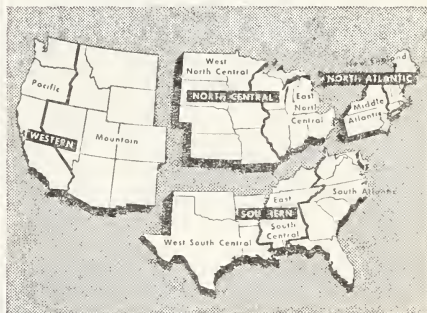 Pacific
WESTERN
Mountain
West
North Central
NORTH CENTRAL
East
North
Central
New England
NORTH ATLANTIC
Middle
Atlantic
South Atlantic
East
SOUTHERN
South
Central
West South Central